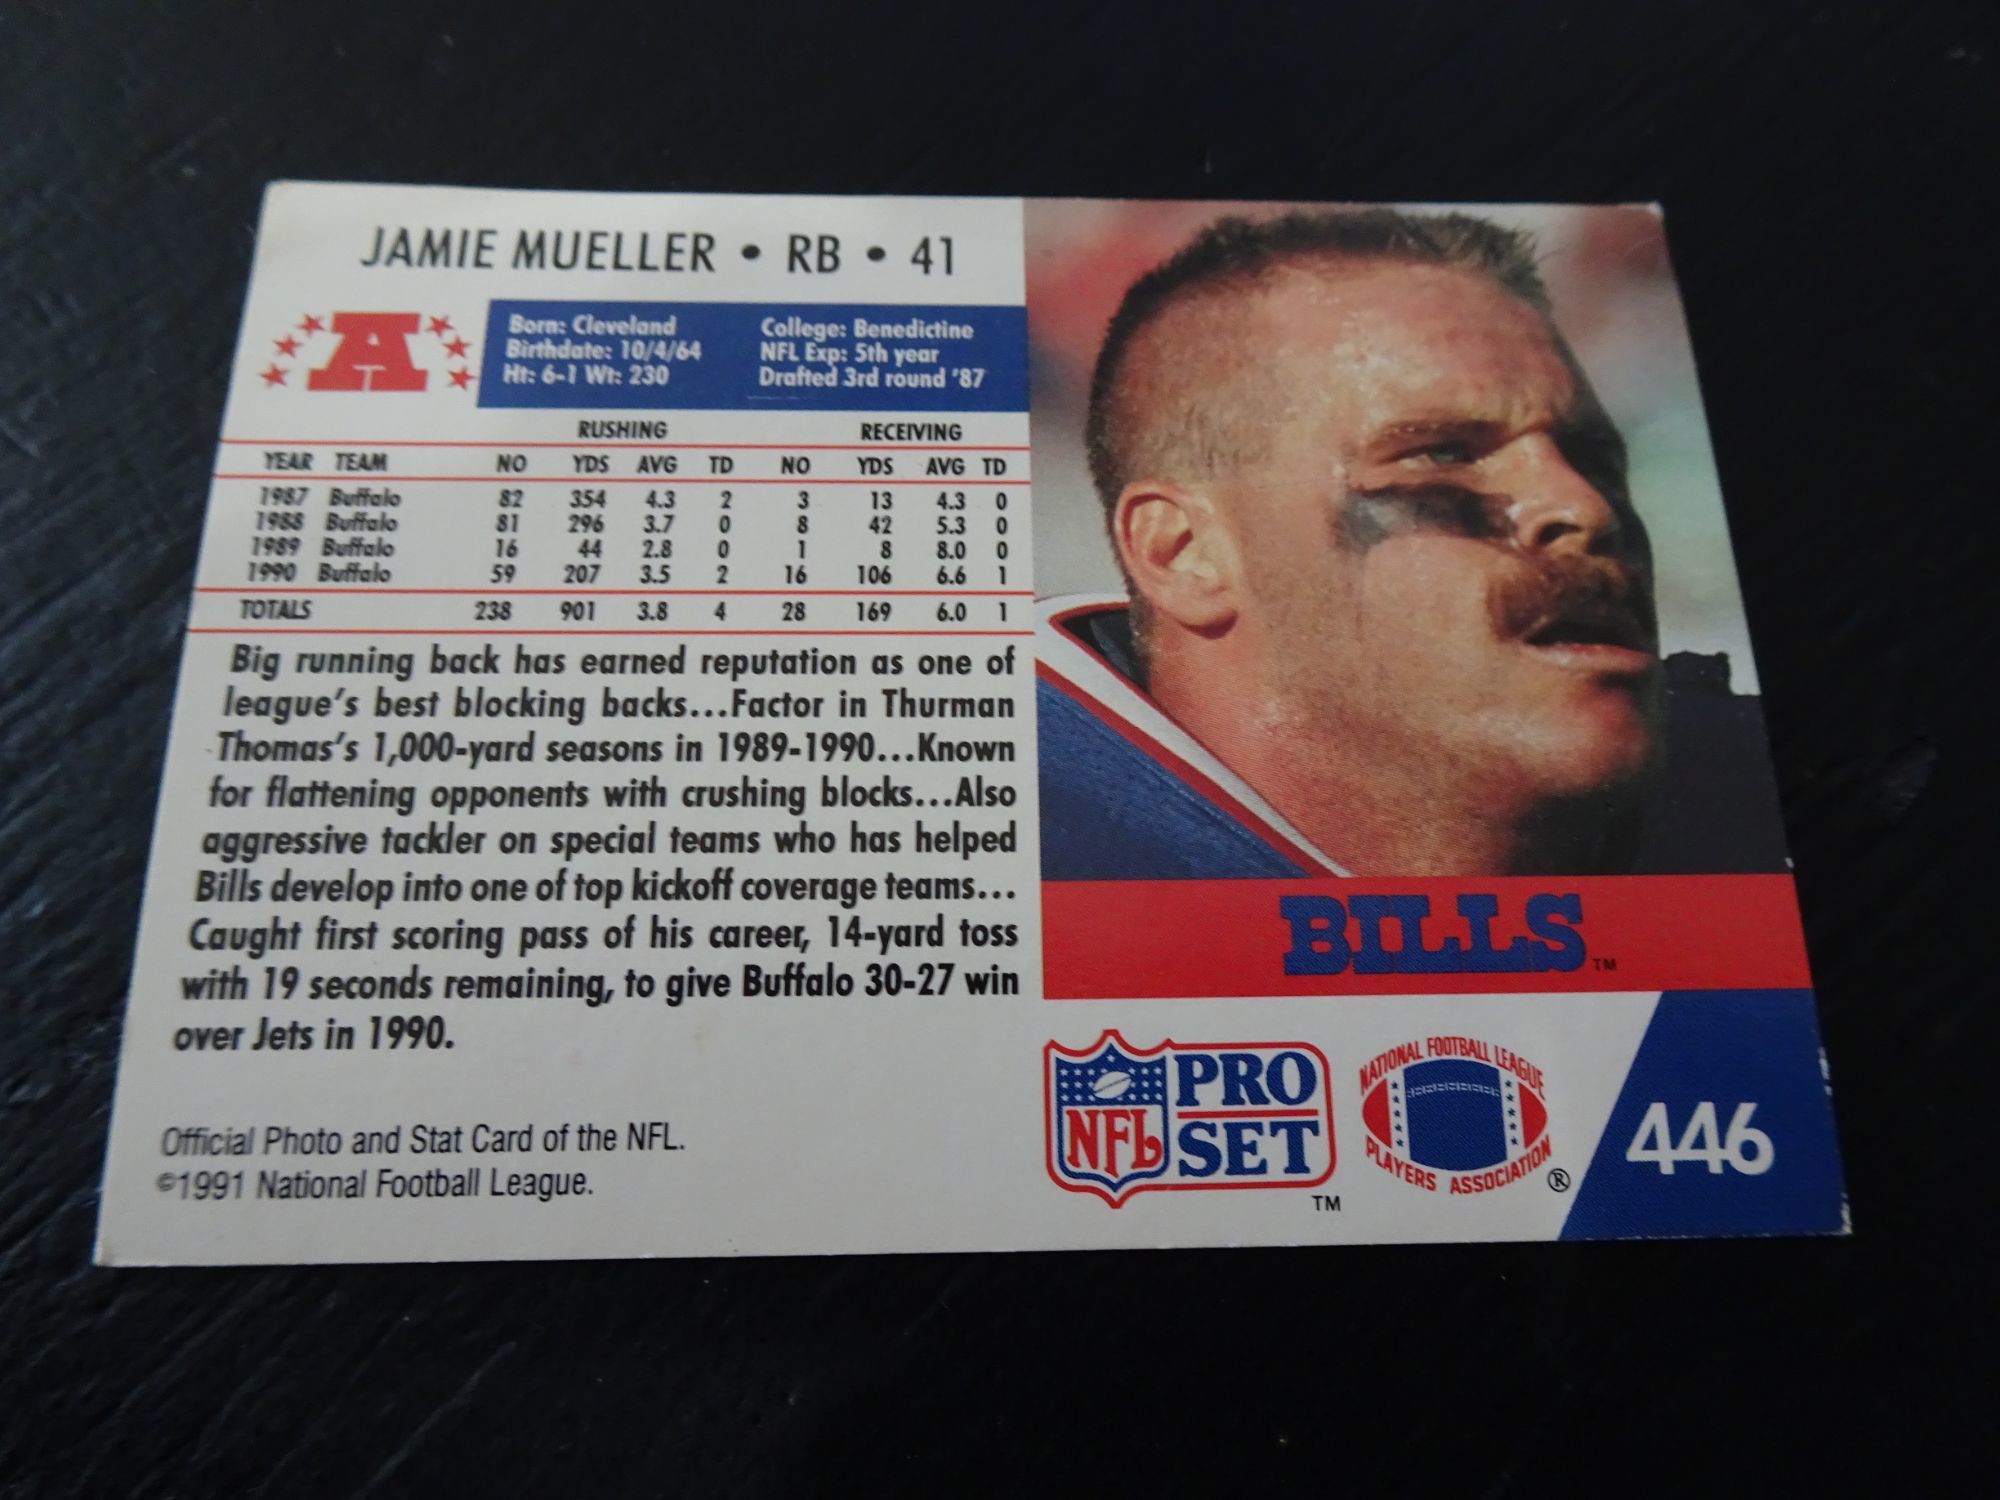 JAMIE MUELLER • RB • 41
A
Born: Cleveland
Birthdate: 10/4/64
Ht: 6-1 Wt: 230
College: Benedictine
NFL Exp: 5th year
Drafted 3rd round '87
RUSHING RECEIVING
YEAR TEAM NO YDS AVG TD NO YDS AVG TD
1987 Buffalo 82 354 4.3 2 3 13 4.3 0
1988 Buffalo 81 296 3.7 0 8 42 5.3 0
1989 Buffalo 16 44 2.8 0 1 8 8.0 0
1990 Buffalo 59 207 3.5 2 16 106 6.6 1
TOTALS 238 901 3.8 4 28 169 6.0 1
Big running back has earned reputation as one of
league's best blocking backs...Factor in Thurman
Thomas's 1,000-yard seasons in 1989-1990...Known
for flattening opponents with crushing blocks...Also
aggressive tackler on special teams who has helped
Bills develop into one of top kickoff coverage teams...
Caught first scoring pass of his career, 14-yard toss
with 19 seconds remaining, to give Buffalo 30-27 win
over Jets in 1990.
Official Photo and Stat Card of the NFL.
©1991 National Football League.
BILLS™
NFL PRO SET™
NATIONAL FOOTBALL LEAGUE
PLAYERS ASSOCIATION®
446